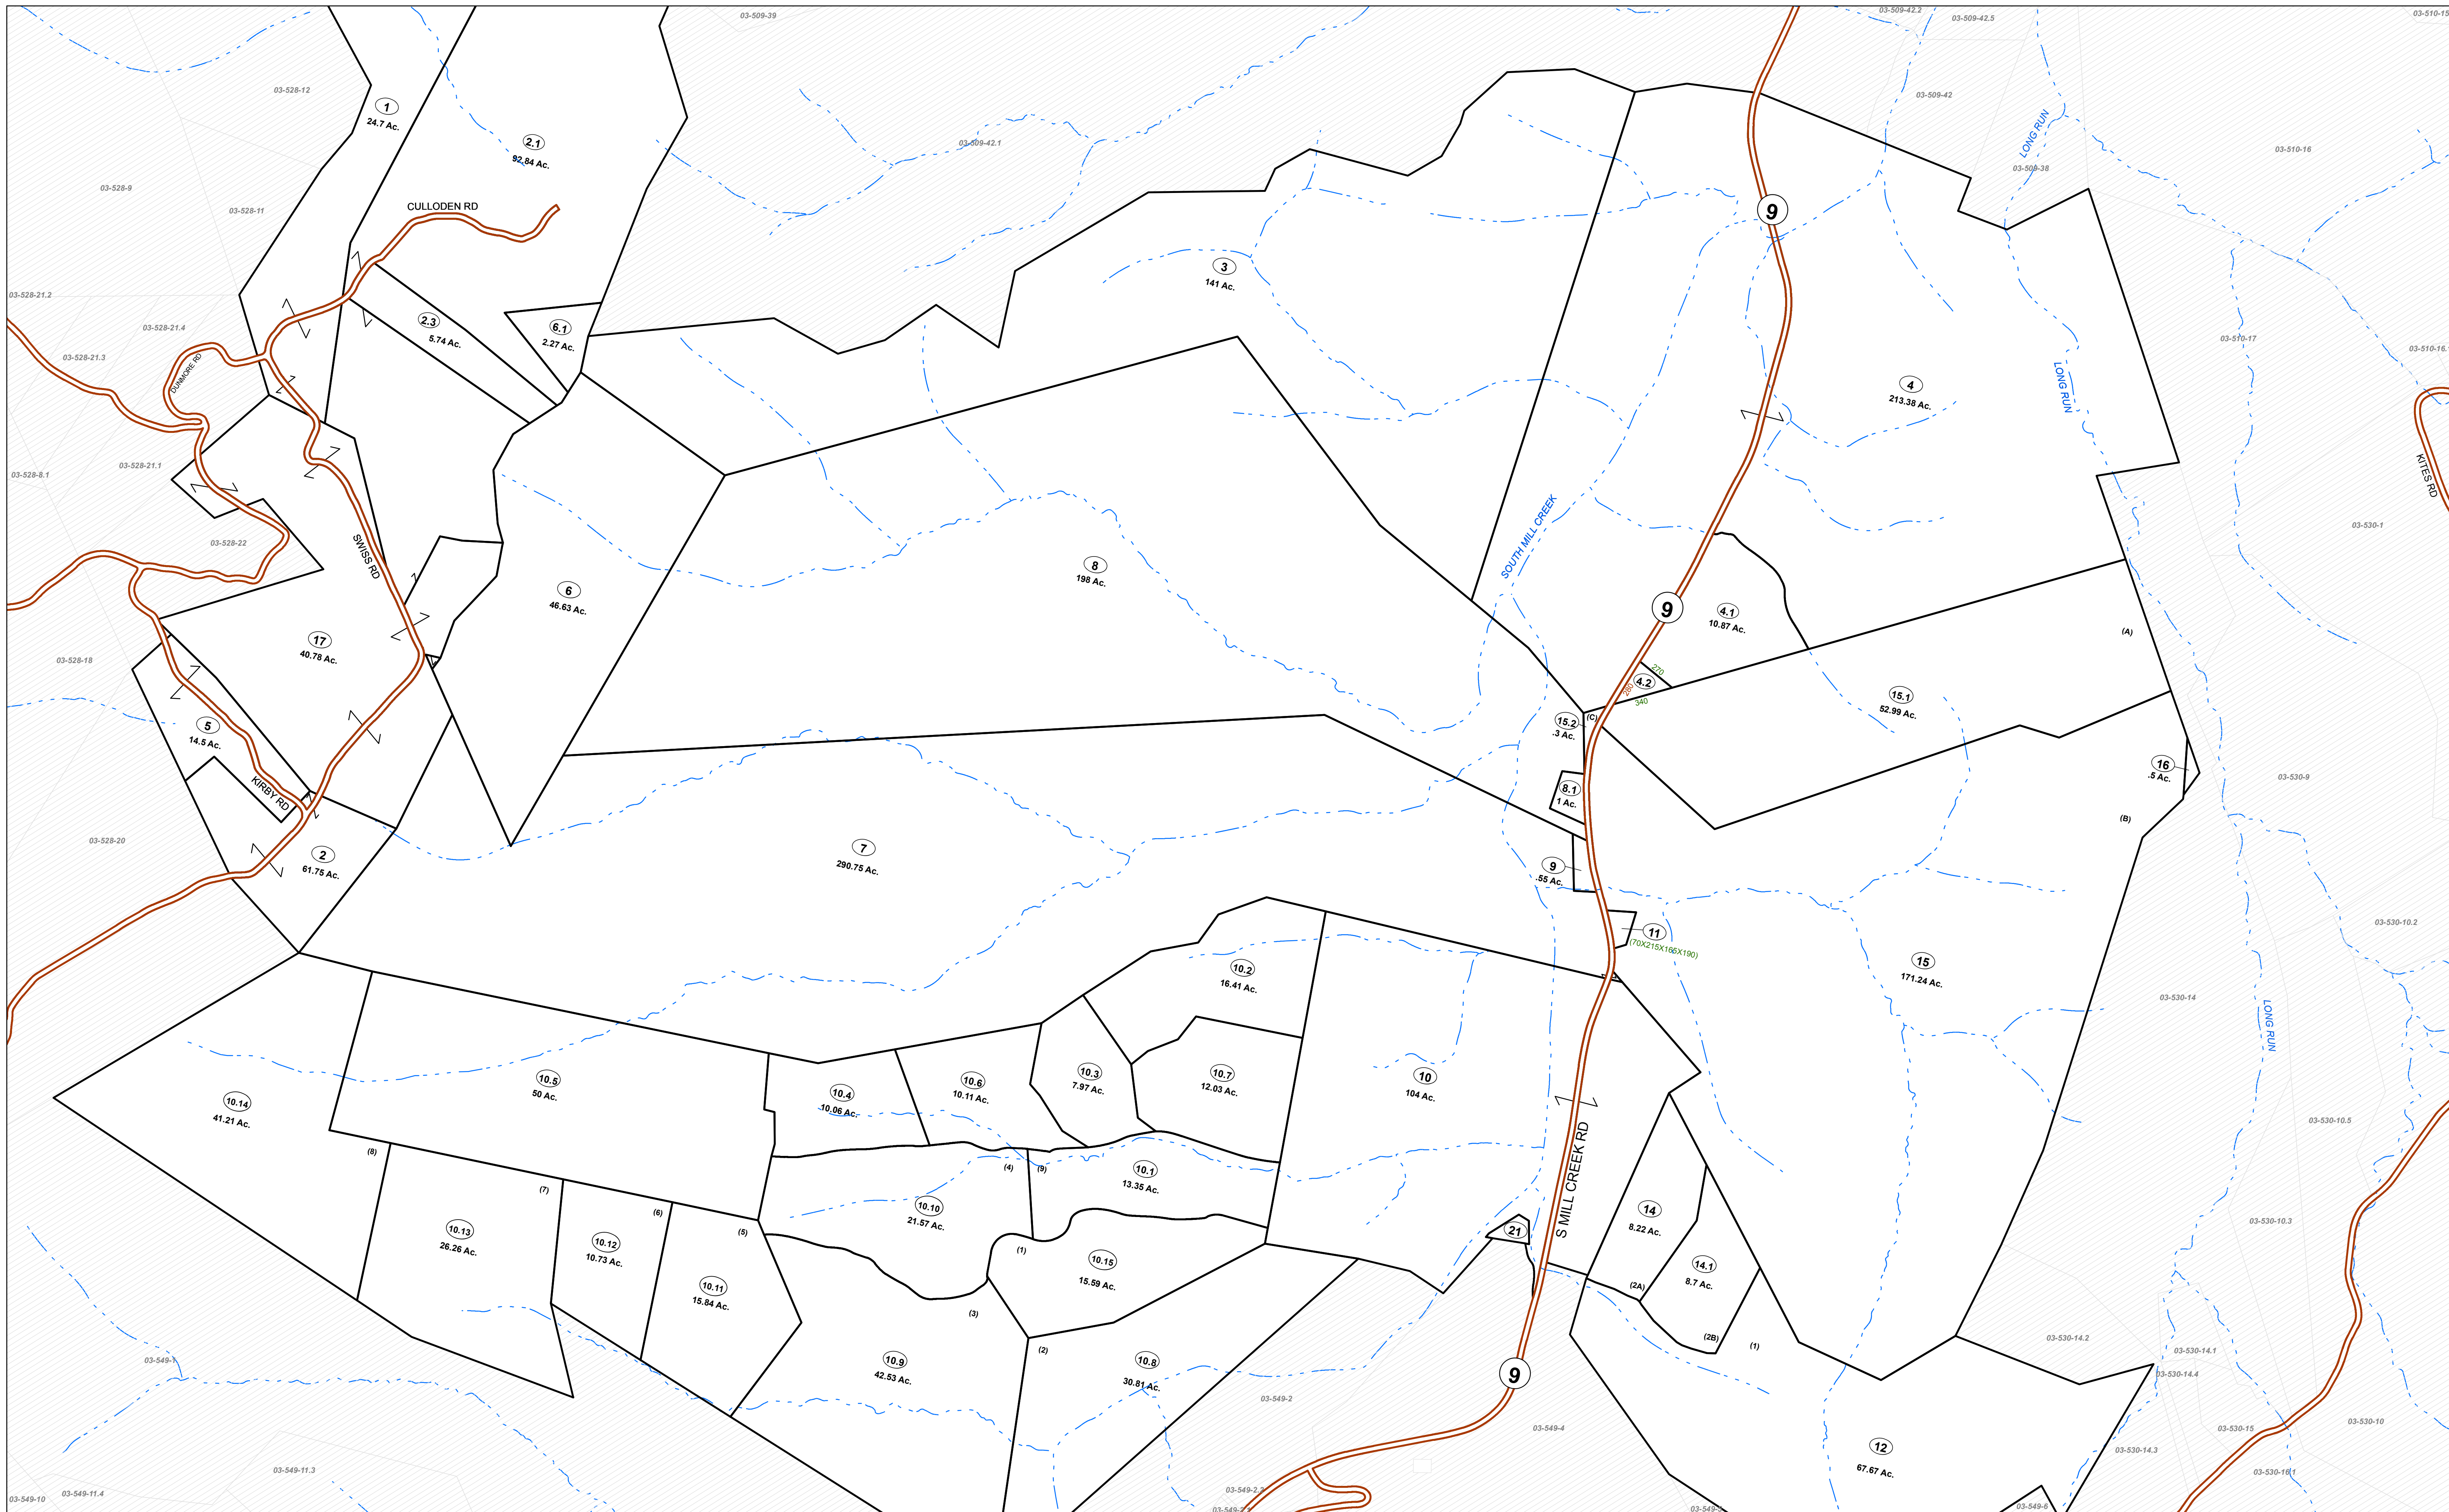 03-509-39
03-509-42.2
03-509-42.5
03-510-15
03-528-12
1
24.7 Ac.
2.1
92.84 Ac.
03-509-42.1
03-509-42
LONG RUN
03-510-16
03-509-38
03-528-9
03-528-11
CULLODEN RD
9
3
141 Ac.
03-528-21.2
03-528-21.4
2.3
5.74 Ac.
6.1
2.27 Ac.
03-510-17
03-510-16.
03-528-21.3
DUNMORE RD
4
213.38 Ac.
LONG RUN
KITES RD
03-528-8.1
03-528-21.1
03-530-1
SOUTH MILL CREEK
03-528-22
SWISS RD
8
198 Ac.
6
46.63 Ac.
9
4.1
10.87 Ac.
(A)
17
40.78 Ac.
03-528-18
270
4.2
280
340
15.1
52.99 Ac.
5
14.5 Ac.
15.2
.3 Ac.
(C)
16
.5 Ac.
03-530-9
KIRBY RD
8.1
1 Ac.
(B)
03-528-20
2
61.75 Ac.
7
290.75 Ac.
9
.55 Ac.
03-530-10.2
11
(70X215X165X190)
10.2
16.41 Ac.
15
171.24 Ac.
03-530-14
LONG RUN
10.5
50 Ac.
10.4
10.06 Ac.
10.6
10.11 Ac.
10.3
7.97 Ac.
10.7
12.03 Ac.
10
104 Ac.
10.14
41.21 Ac.
03-530-10.5
(8)
(4)
(9)
10.1
13.35 Ac.
S MILL CREEK RD
(7)
(6)
(5)
10.10
21.57 Ac.
14
8.22 Ac.
03-530-10.3
10.13
26.26 Ac.
10.12
10.73 Ac.
(1)
21
10.15
15.59 Ac.
14.1
8.7 Ac.
10.11
15.84 Ac.
(2A)
(3)
(2B)
(1)
03-530-14.2
03-530-14.1
(2)
03-549-1
10.9
42.53 Ac.
10.8
30.81 Ac.
9
03-530-14.4
03-549-2
03-549-4
03-530-15
03-530-10
12
67.67 Ac.
03-530-14.3
03-549-11.3
03-530-16.1
03-549-10
03-549-11.4
03-549-6